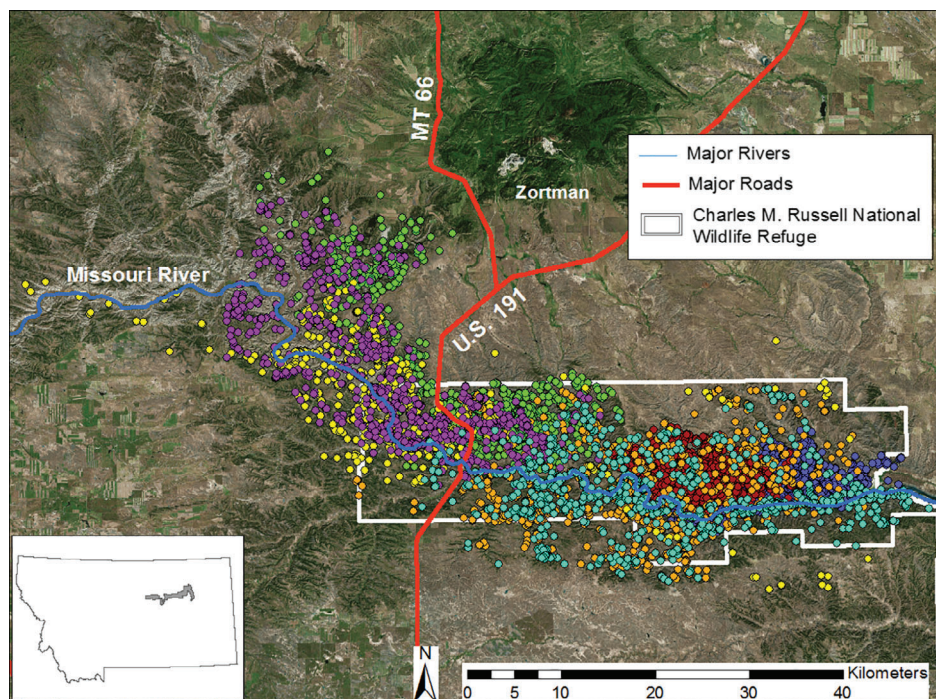 MT 66
Zortman
Major Rivers
Major Roads
Charles M. Russell National
Wildlife Refuge
Missouri River
U.S. 191
N
Kilometers
0 5 10 20 30 40